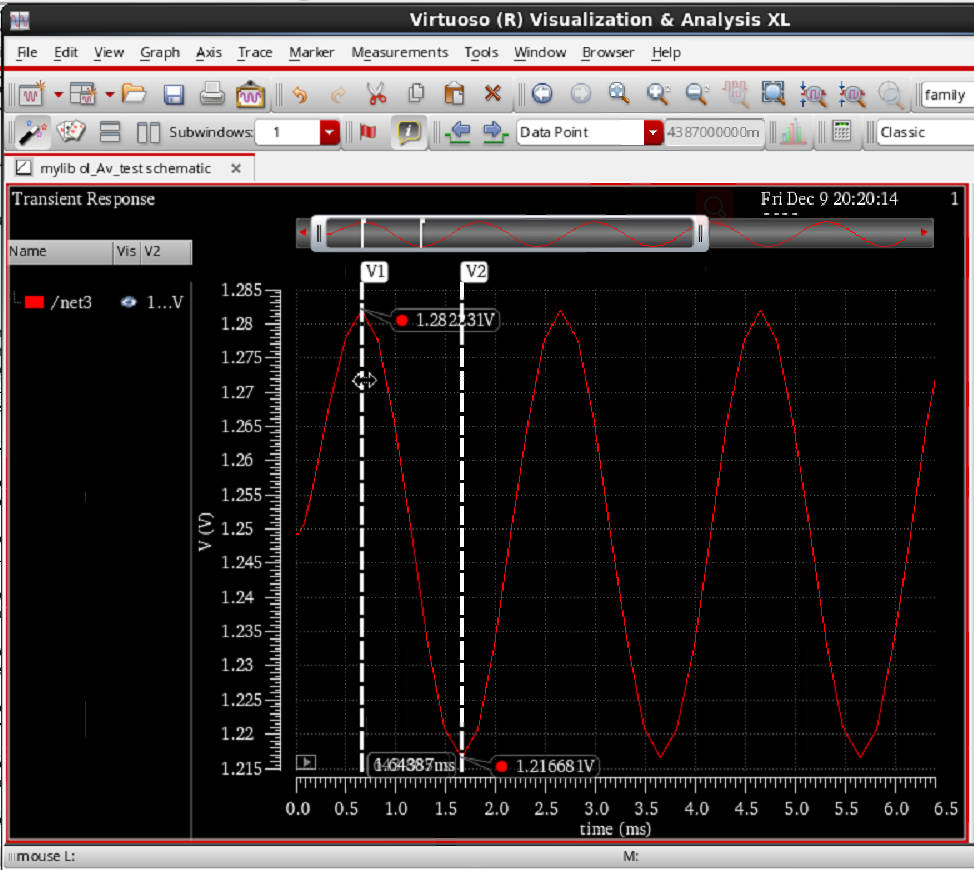 Virtuoso (R) Visualization & Analysis XL
File Edit View Graph Axis Trace Marker Measurements Tools Window Browser Help
family
Subwindows: 1 Data Point 4387000000m Classic
mylib ol_Av_test schematic
Transient Response Fri Dec 9 20:20:14 1
Name Vis V2
/net3 1...V
V1 V2
1.282231V
1.285
1.28
1.275
1.27
1.265
1.26
1.255
1.25
1.245
1.24
1.235
1.23
1.225
1.22
1.215
V (V)
1.216681V
0.0 0.5 1.0 1.5 2.0 2.5 3.0 3.5 4.0 4.5 5.0 5.5 6.0 6.5
time (ms)
mouse L: M: